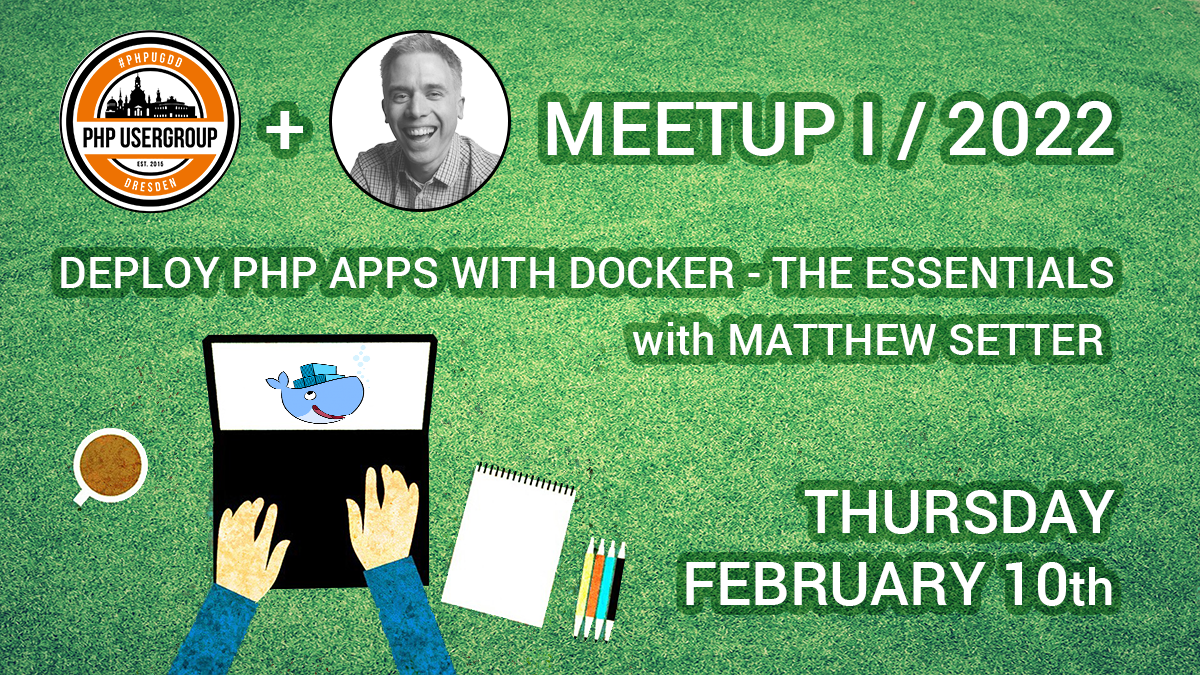 #PHPUGDD
PHP USERGROUP
EST. 2015
DRESDEN
+
MEETUP I / 2022
DEPLOY PHP APPS WITH DOCKER - THE ESSENTIALS
with MATTHEW SETTER
THURSDAY
FEBRUARY 10th